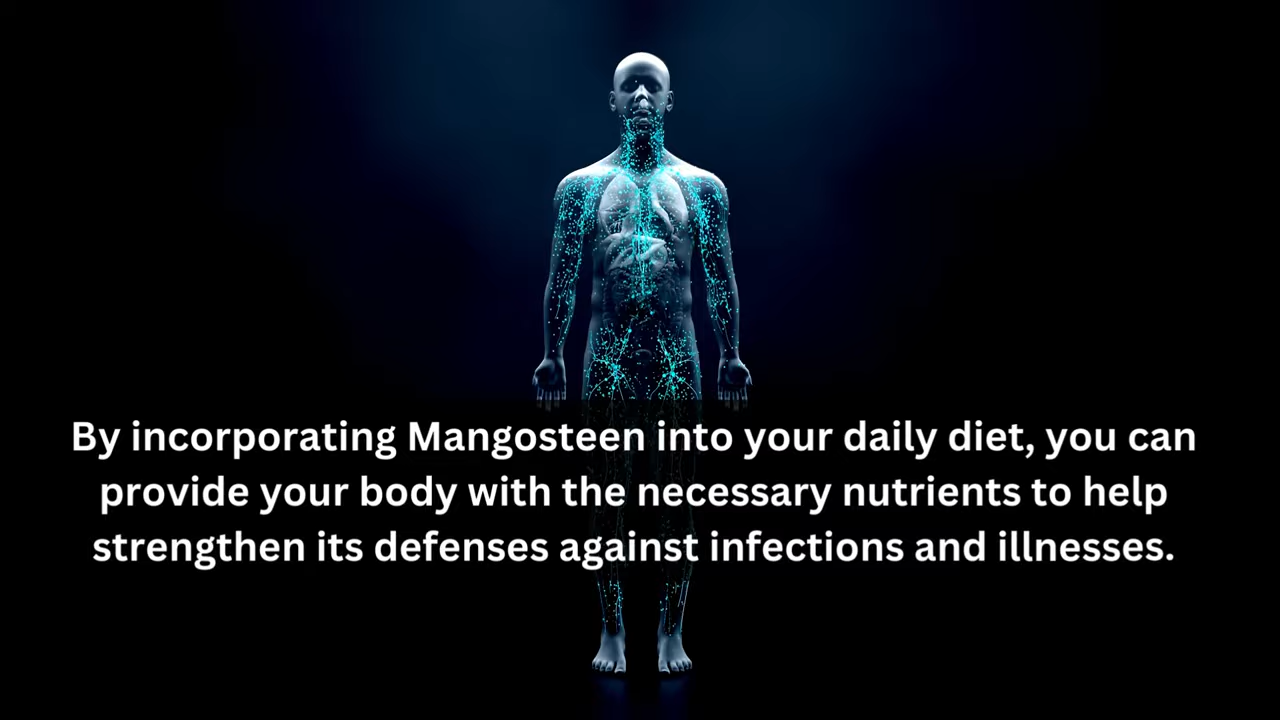 By incorporating Mangosteen into your daily diet, you can
provide your body with the necessary nutrients to help
strengthen its defenses against infections and illnesses.